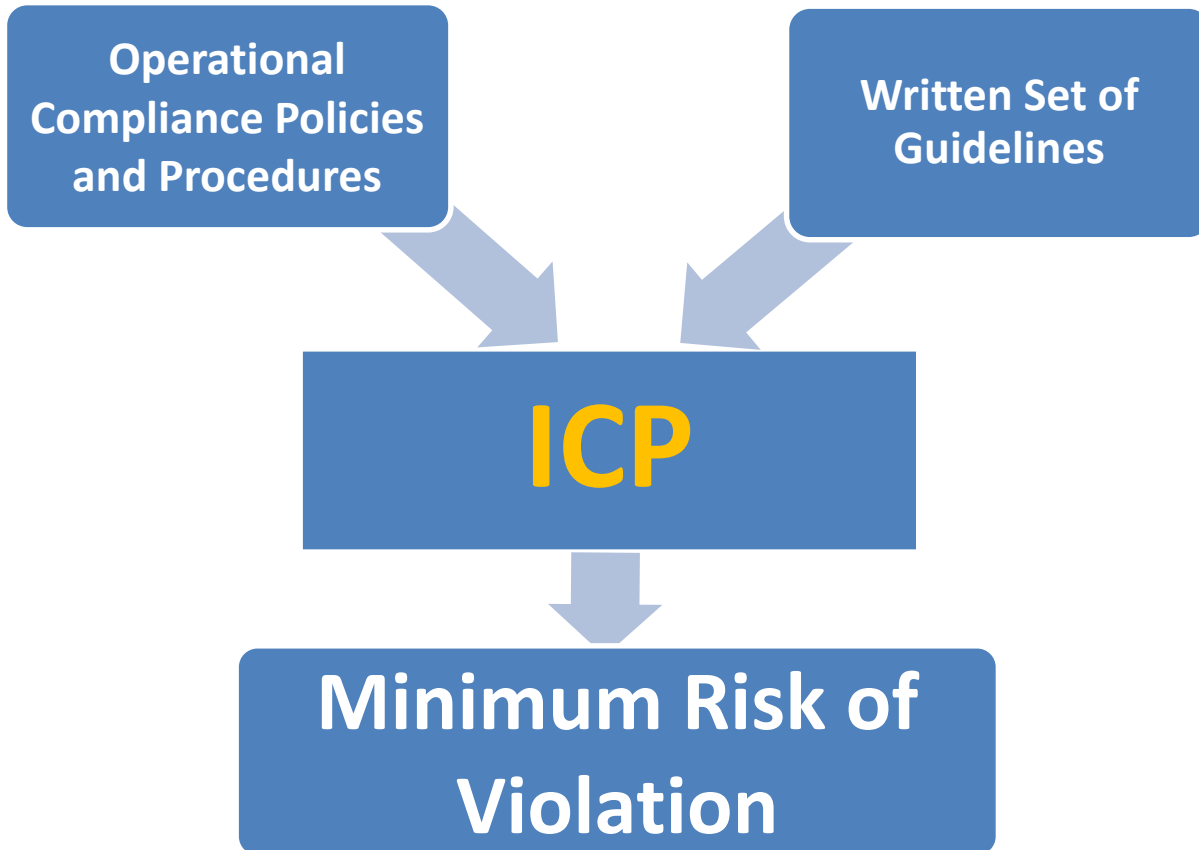 Operational
Compliance Policies
and Procedures
Written Set of
Guidelines
ICP
Minimum Risk of
Violation